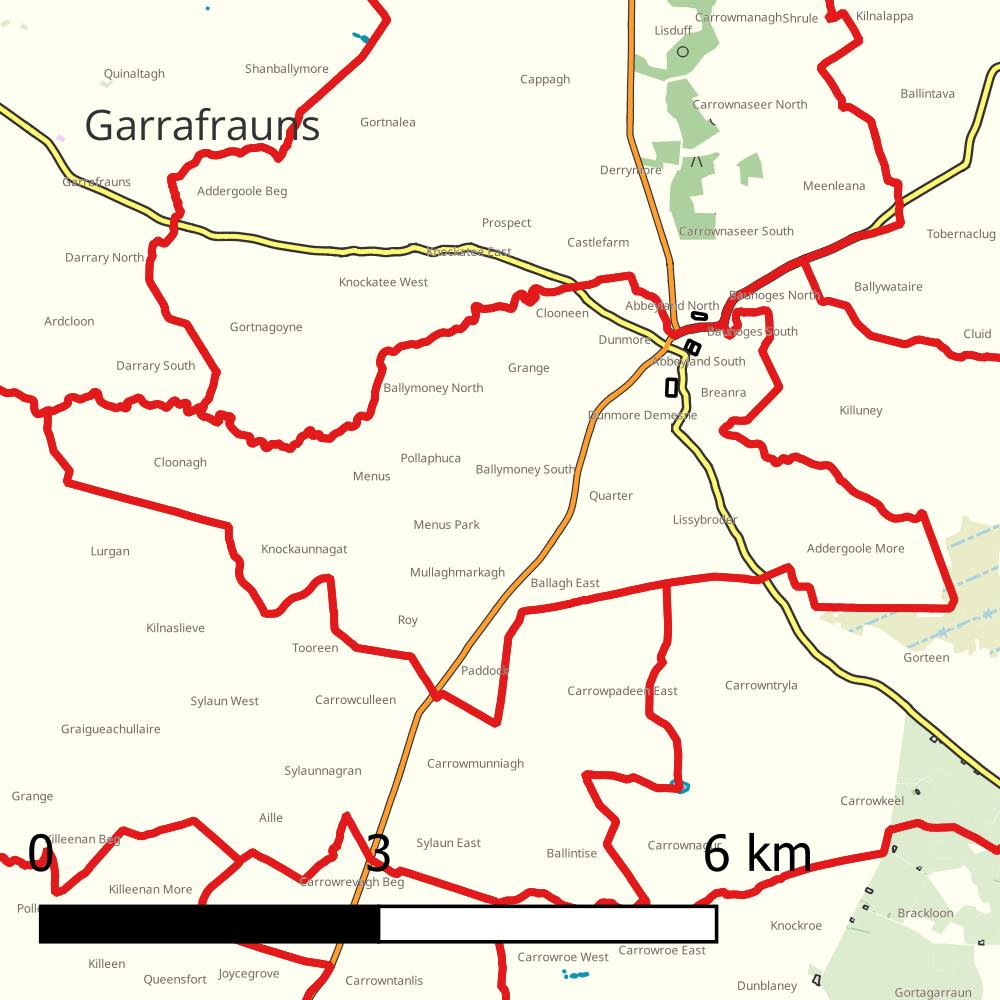 Carrowmanagh
Shrule
Kilnalappa
Lisduff
Quinaltagh
Shanballymore
Cappagh
Ballintava
Carrownaseer North
Garrafrauns
Gortnalea
Derrymore
Garrafrauns
Addergoole Beg
Meenleana
Prospect
Carrownaseer South
Tobernaclug
Castlefarm
Knockatee East
Darrary North
Knockatee West
Ballywataire
Baunoges North
Abbeyland North
Clooneen
Ardcloon
Gortnagoyne
Baunoges South
Cluid
Dunmore
Abbeyland South
Darrary South
Grange
Ballymoney North
Breanra
Killuney
Dunmore Demesne
Pollaphuca
Cloonagh
Ballymoney South
Menus
Quarter
Menus Park
Lissybroder
Lurgan
Knockaunnagat
Addergoole More
Mullaghmarkagh
Ballagh East
Roy
Kilnaslieve
Tooreen
Gorteen
Paddock
Carrowpadeen East
Carrowntryla
Sylaun West
Carrowculleen
Graigueachullaire
Carrowmunniagh
Sylaunnagran
Grange
Carrowkeel
Aille
Killeenan Beg
Sylaun East
Carrownagur
Ballintise
0
3
6 km
Carrowrevagh Beg
Killeenan More
Brackloon
Knockroe
Carrowroe East
Carrowroe West
Killeen
Joycegrove
Queensfort
Carrowntanlis
Dunblaney
Gortagarraun